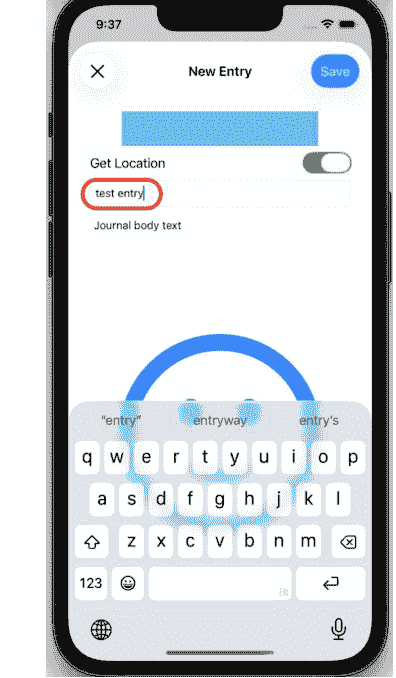 9:37
New Entry Save
Get Location
test entry
Journal body text
"entry" entryway entry's
q w e r t y u i o p
a s d f g h j k l
z x c v b n m
123